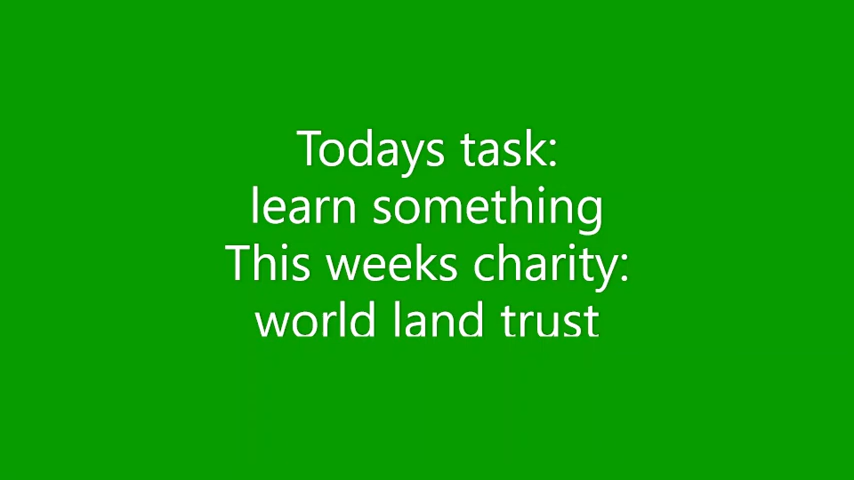 Todays task:
learn something
This weeks charity:
world land trust